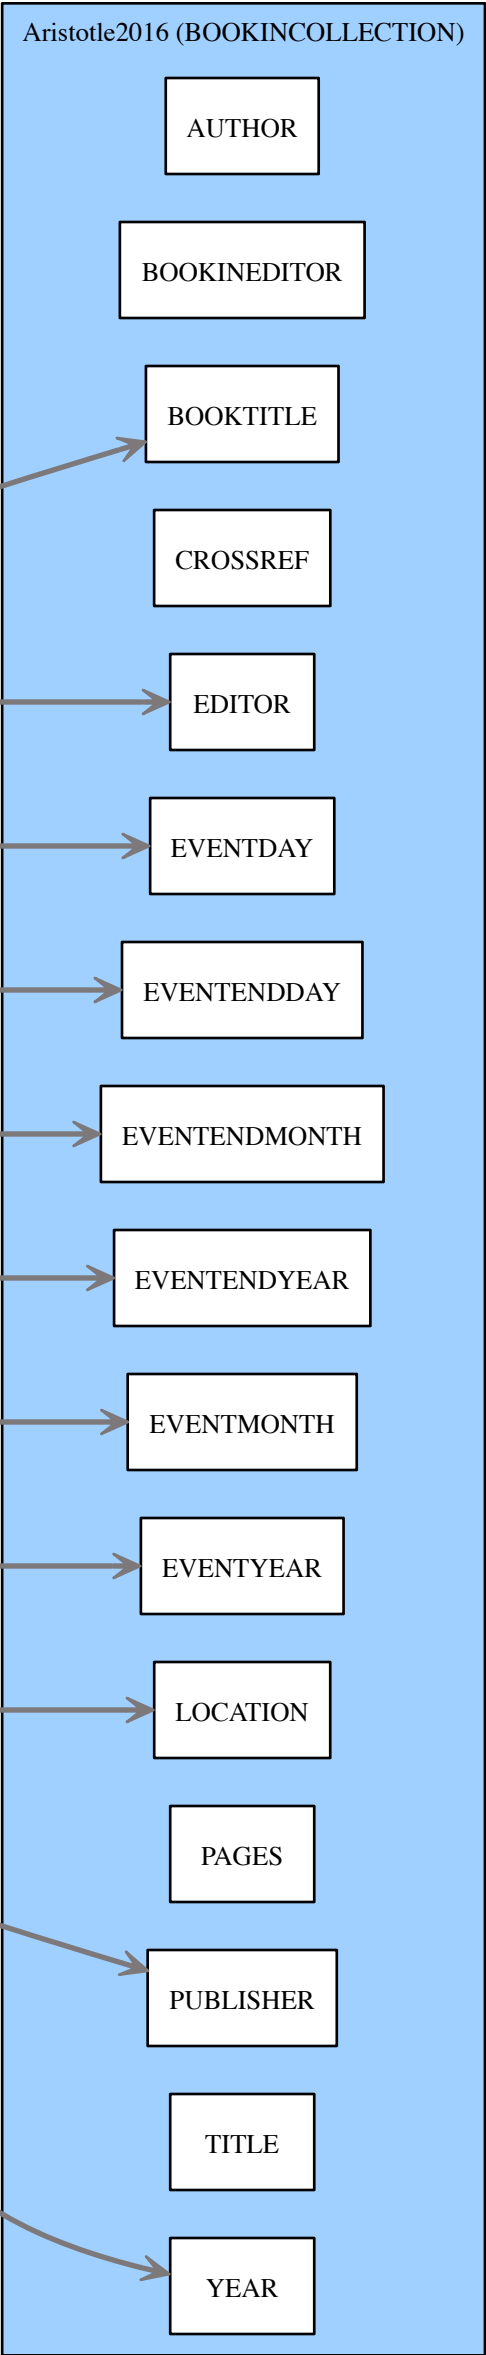 Aristotle2016 (BOOKINCOLLECTION)
AUTHOR
BOOKINEDITOR
BOOKTITLE
CROSSREF
EDITOR
EVENTDAY
EVENTENDDAY
EVENTENDMONTH
EVENTENDYEAR
EVENTMONTH
EVENTYEAR
LOCATION
PAGES
PUBLISHER
TITLE
YEAR